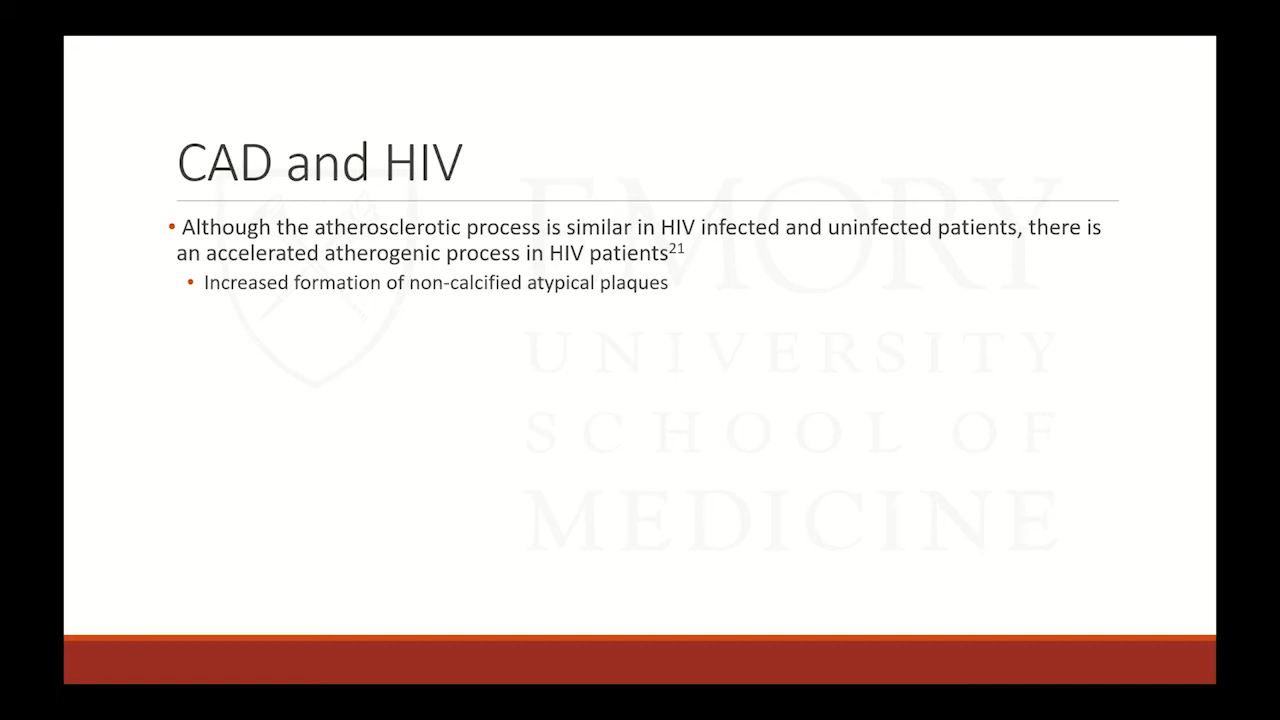 CAD and HIV
• Although the atherosclerotic process is similar in HIV infected and uninfected patients, there is
an accelerated atherogenic process in HIV patients21
• Increased formation of non-calcified atypical plaques
EMORY
UNIVERSITY
SCHOOL OF
MEDICINE